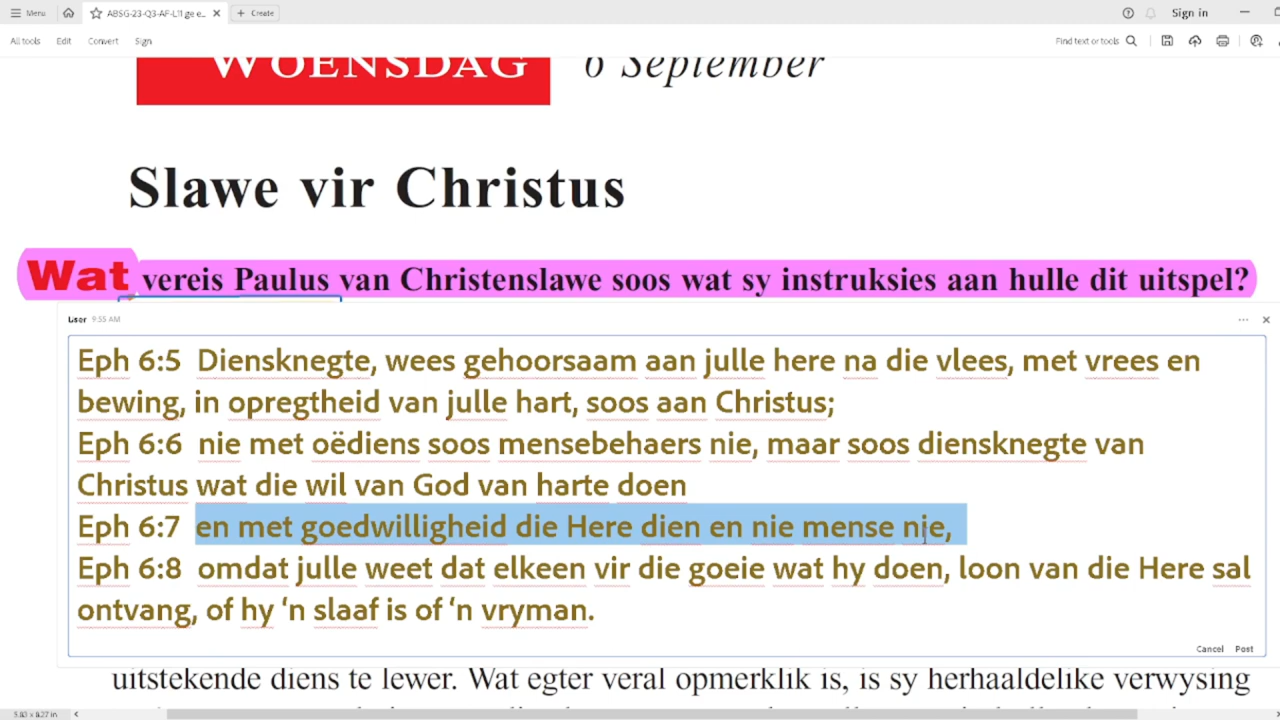 Menu
ABSG-23-Q3-AF-L11 ge e...
Create
Sign in
All tools Edit Convert Sign
Find text or tools
WOENSDAG 6 September
Slawe vir Christus
Wat vereis Paulus van Christenslawe soos wat sy instruksies aan hulle dit uitspel?
User 9:55 AM
Eph 6:5 Diensknegte, wees gehoorsaam aan julle here na die vlees, met vrees en
bewing, in opregtheid van julle hart, soos aan Christus;
Eph 6:6 nie met oëdiens soos mensebehaers nie, maar soos diensknegte van
Christus wat die wil van God van harte doen
Eph 6:7 en met goedwilligheid die Here dien en nie mense nie,
Eph 6:8 omdat julle weet dat elkeen vir die goeie wat hy doen, loon van die Here sal
ontvang, of hy ‘n slaaf is of ‘n vryman.
Cancel Post
uitstekende diens te lewer. Wat egter veral opmerklik is, is sy herhaaldelike verwysing
5.83 x 8.27 in